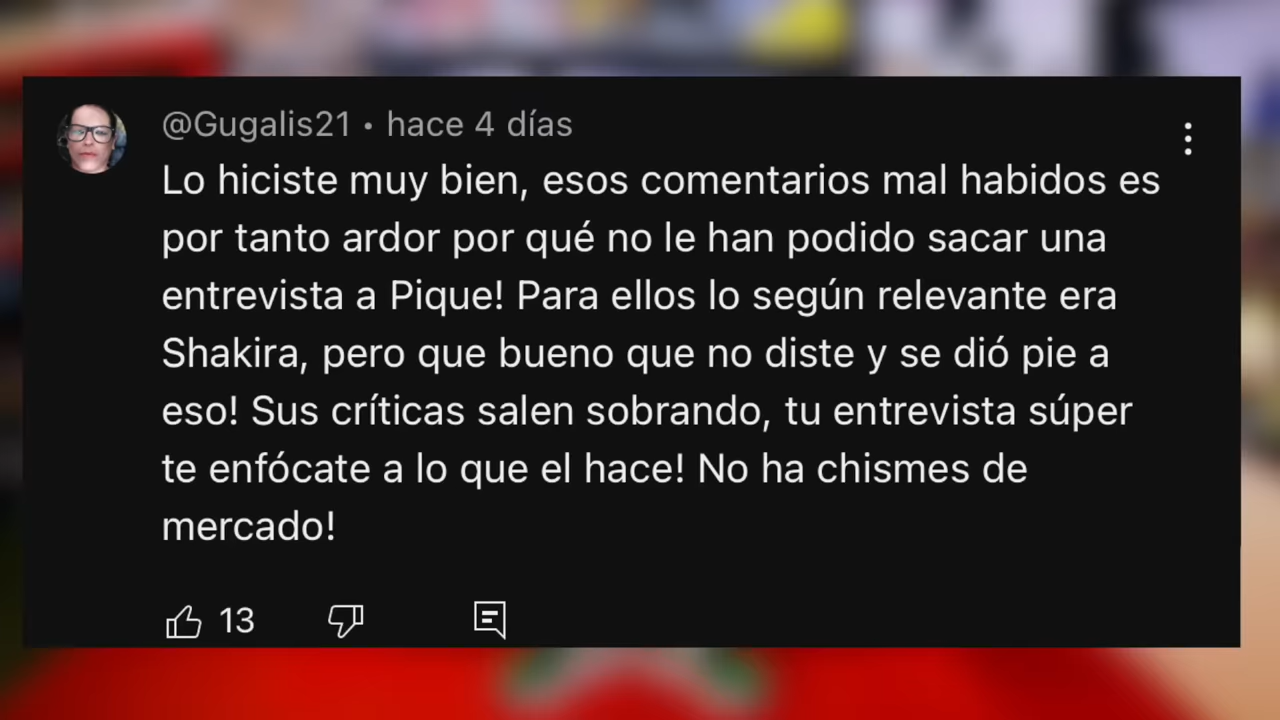 @Gugalis21 • hace 4 días
Lo hiciste muy bien, esos comentarios mal habidos es
por tanto ardor por qué no le han podido sacar una
entrevista a Pique! Para ellos lo según relevante era
Shakira, pero que bueno que no diste y se dió pie a
eso! Sus críticas salen sobrando, tu entrevista súper
te enfócate a lo que el hace! No ha chismes de
mercado!
13